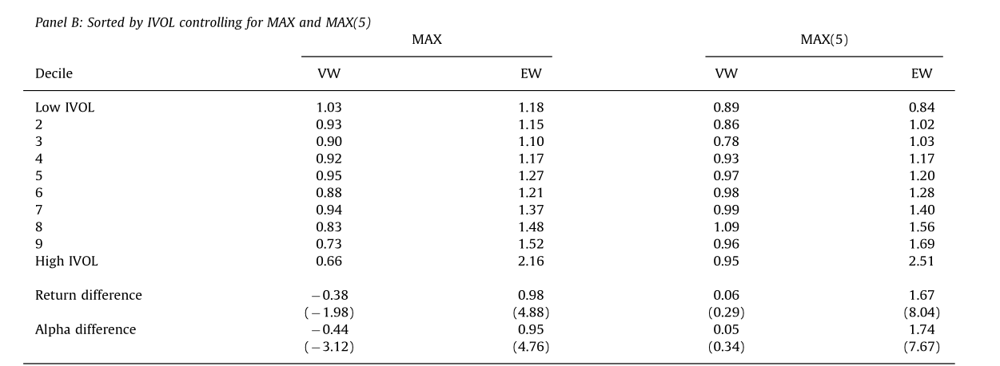 Panel B: Sorted by IVOL controlling for MAX and MAX(5)
MAX MAX(5)
Decile VW EW VW EW
Low IVOL 1.03 1.18 0.89 0.84
2 0.93 1.15 0.86 1.02
3 0.90 1.10 0.78 1.03
4 0.92 1.17 0.93 1.17
5 0.95 1.27 0.97 1.20
6 0.88 1.21 0.98 1.28
7 0.94 1.37 0.99 1.40
8 0.83 1.48 1.09 1.56
9 0.73 1.52 0.96 1.69
High IVOL 0.66 2.16 0.95 2.51
Return difference −0.38 0.98 0.06 1.67
(−1.98) (4.88) (0.29) (8.04)
Alpha difference −0.44 0.95 0.05 1.74
(−3.12) (4.76) (0.34) (7.67)